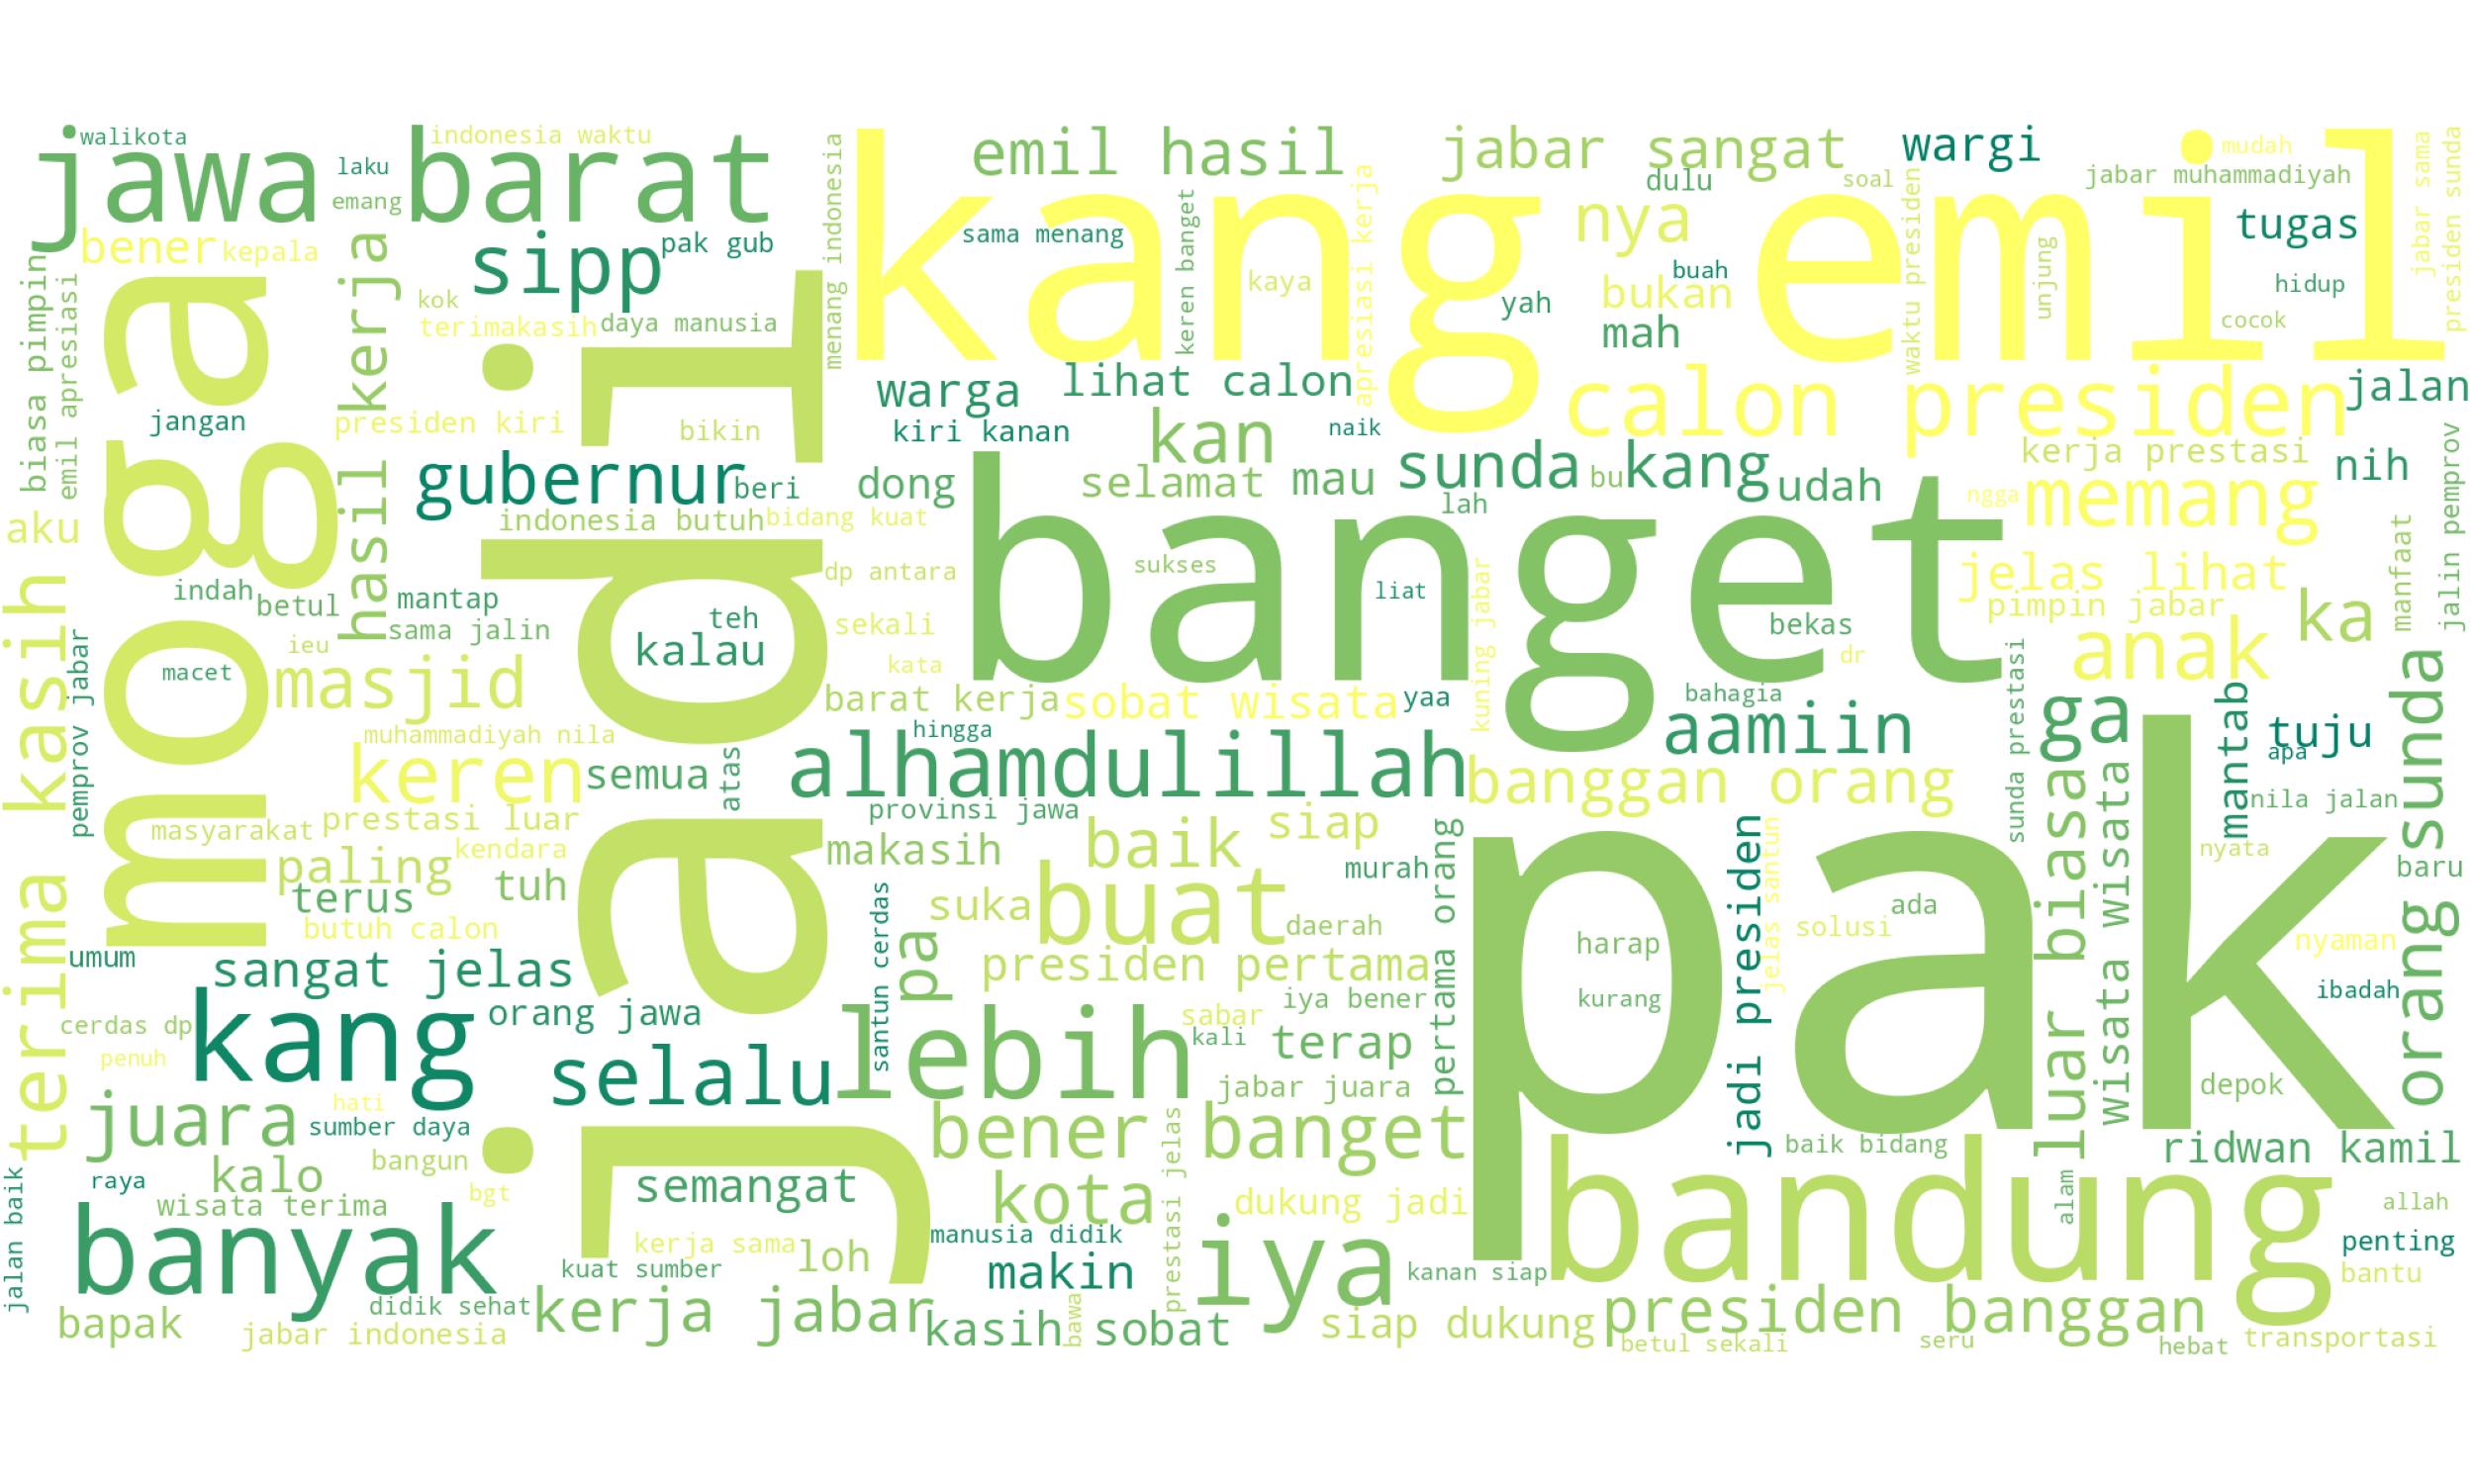 walikota
indonesia waktu
jawa barat
laku
emang
bener
kepala
sipp
pak gub
kok
terimakasih
daya manusia
menang indonesia
kang emil
emil hasil
jabar sangat
wargi
mudah
dulu
soal
jabar muhammadiyah
jabar sama
presiden sunda
sama menang
keren banget
kaya
apresiasi kerja
nya
tugas
buah
bukan
yah
mah
waktu presiden
unjung
hidup
cocok
biasa pimpin
emil apresiasi
moga
hasil kerja
jadi
jangan
presiden kiri
bikin
warga
lihat calon
calon presiden
jalan
kiri kanan
kan
naik
gubernur
beri
dong
selamat
mau
sunda
bu
kang
udah
kerja prestasi
nih
lah
ngga
memang
aku
indonesia butuh
bidang kuat
banget
dp antara
sukses
liat
kuning jabar
jelas lihat
pimpin jabar
manfaat
jalin pemprov
indah
betul
mantap
sama jalin
teh
kalau
sekali
bekas
anak
ka
terima kasih
pemprov jabar
ieu
macet
masjid
kata
dr
barat kerja
sobat wisata
yaa
bahagia
sunda prestasi
ga
mantab
tuju
apa
orang sunda
muhammadiyah nila
hingga
aamiin
keren
semua
atas
alhamdulillah
banggan orang
nila jalan
masyarakat
prestasi luar
provinsi jawa
siap
kendara
makasih
baik
murah
pertama orang
jadi presiden
jelas santun
pak
luar biasa
wisata wisata
nyata
baru
paling
terus
tuh
suka
buat
daerah
ada
solusi
butuh calon
umum
harap
nyaman
sangat jelas
pa
santun cerdas
presiden pertama
kurang
iya bener
ibadah
cerdas dp
kang
orang jawa
sabar
penuh
selalu
lebih
kali
terap
jabar juara
depok
juara
hati
sumber daya
bener banget
baik bidang
ridwan kamil
jalan baik
raya
kalo
bangun
bgt
semangat
kota
prestasi jelas
dukung jadi
bandung
alam
allah
wisata terima
banyak
kerja sama
loh
manusia didik
iya
penting
kuat sumber
makin
kanan siap
bantu
bapak
didik sehat
jabar indonesia
kerja jabar
kasih sobat
bawa
siap dukung
presiden banggan
betul sekali
seru
hebat
transportasi